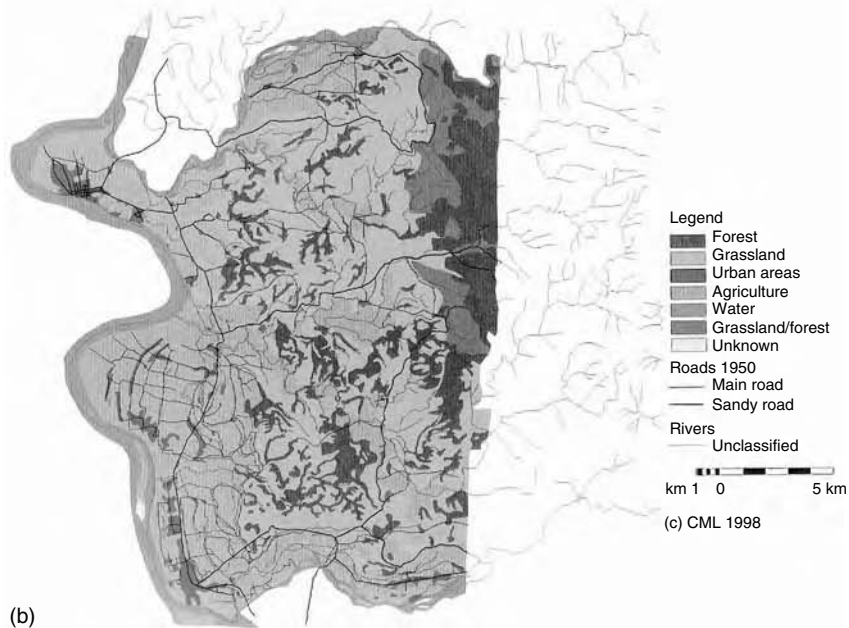 Legend
Forest
Grassland
Urban areas
Agriculture
Water
Grassland/forest
Unknown
Roads 1950
Main road
Sandy road
Rivers
Unclassified
km 1 0 5 km
(c) CML 1998
(b)